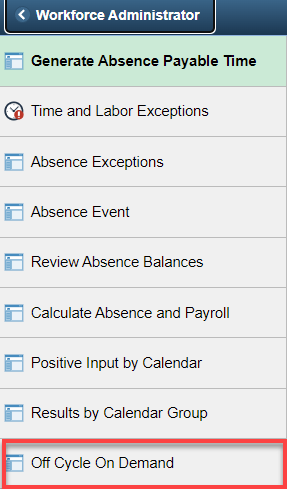 Workforce Administrator
Generate Absence Payable Time
Time and Labor Exceptions
Absence Exceptions
Absence Event
Review Absence Balances
Calculate Absence and Payroll
Positive Input by Calendar
Results by Calendar Group
Off Cycle On Demand